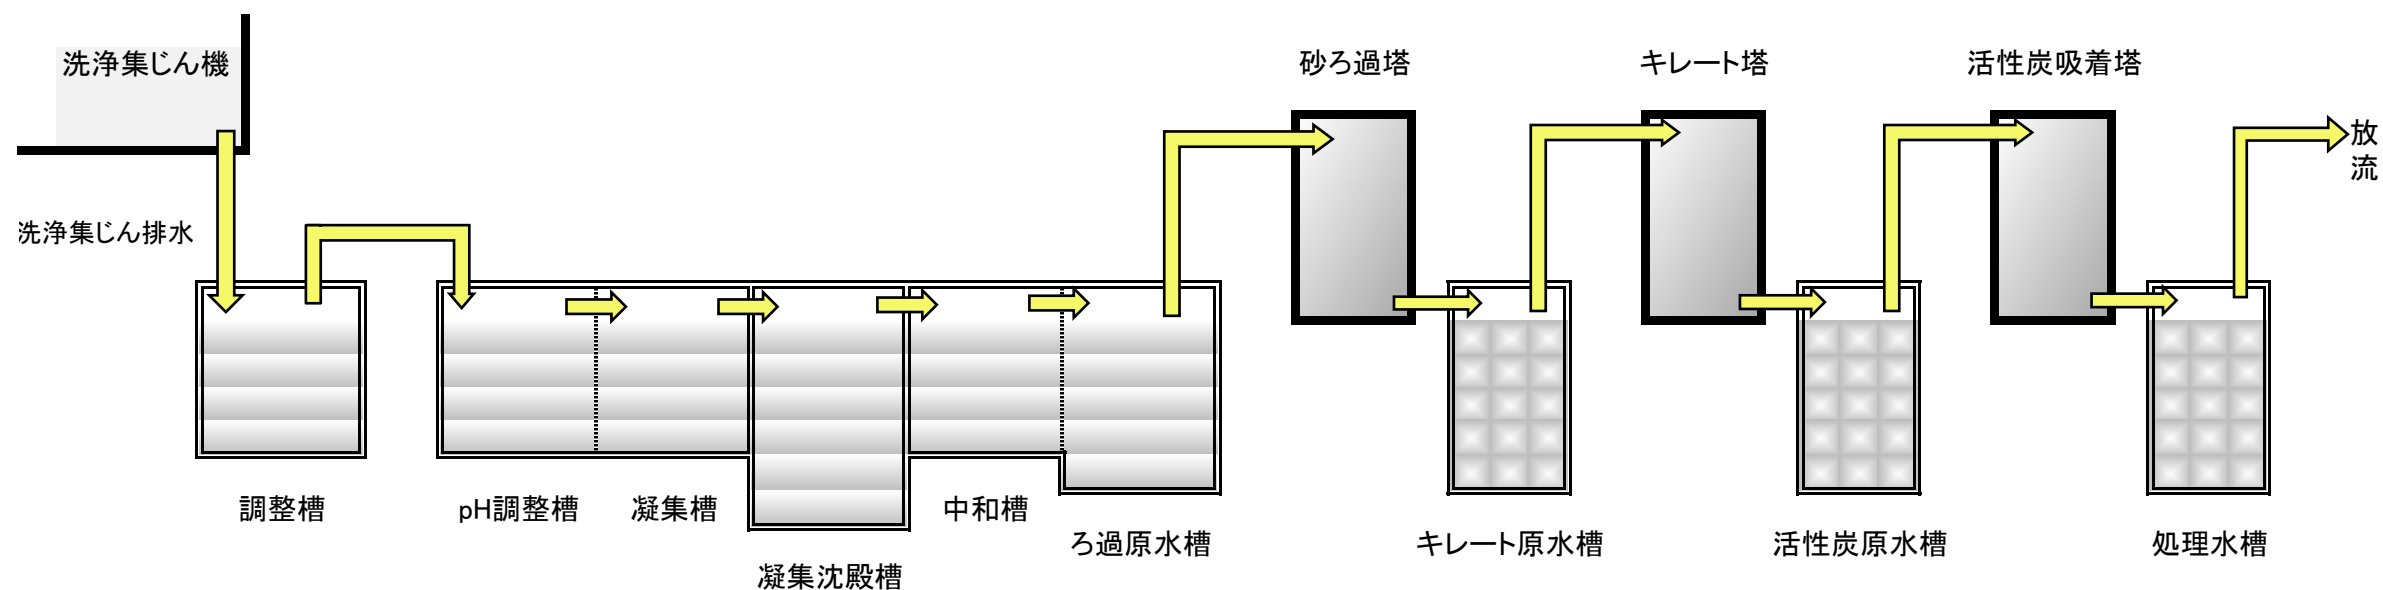 洗浄集じん機
砂ろ過塔
キレート塔
活性炭吸着塔
放
流
洗浄集じん排水
調整槽
pH調整槽
凝集槽
中和槽
ろ過原水槽
キレート原水槽
活性炭原水槽
処理水槽
凝集沈殿槽